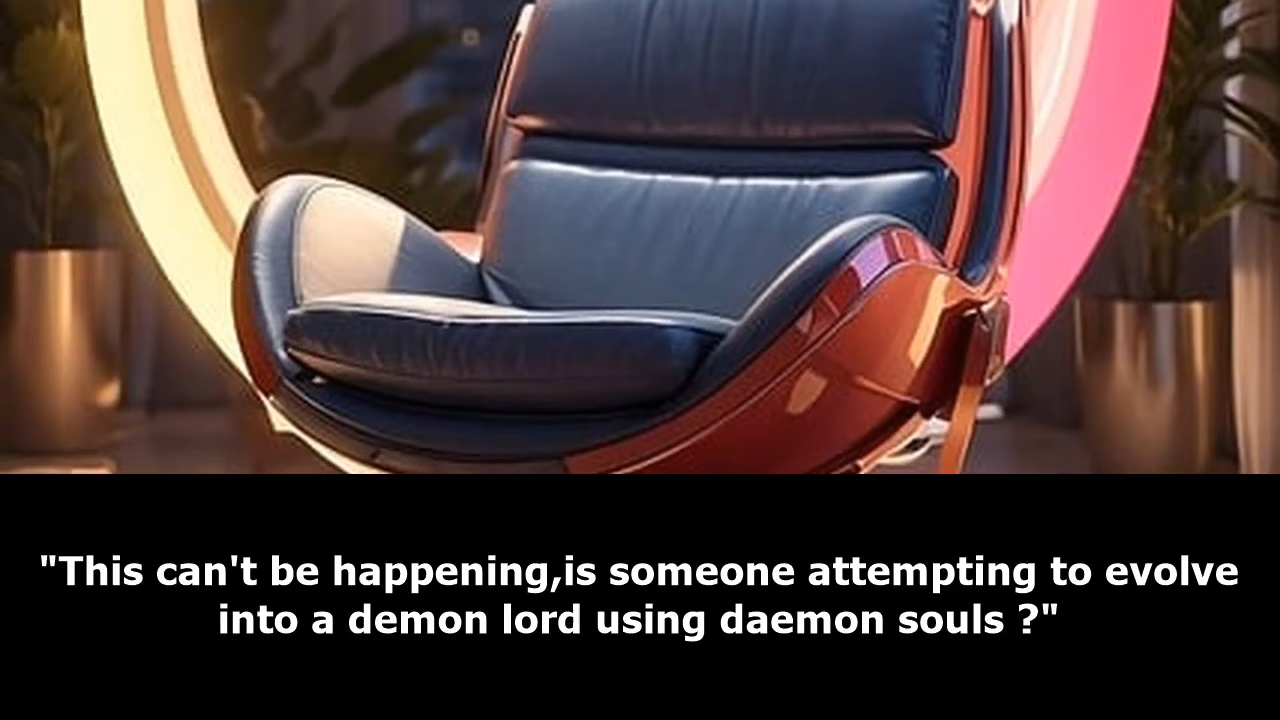 "This can't be happening,is someone attempting to evolve
into a demon lord using daemon souls ?"